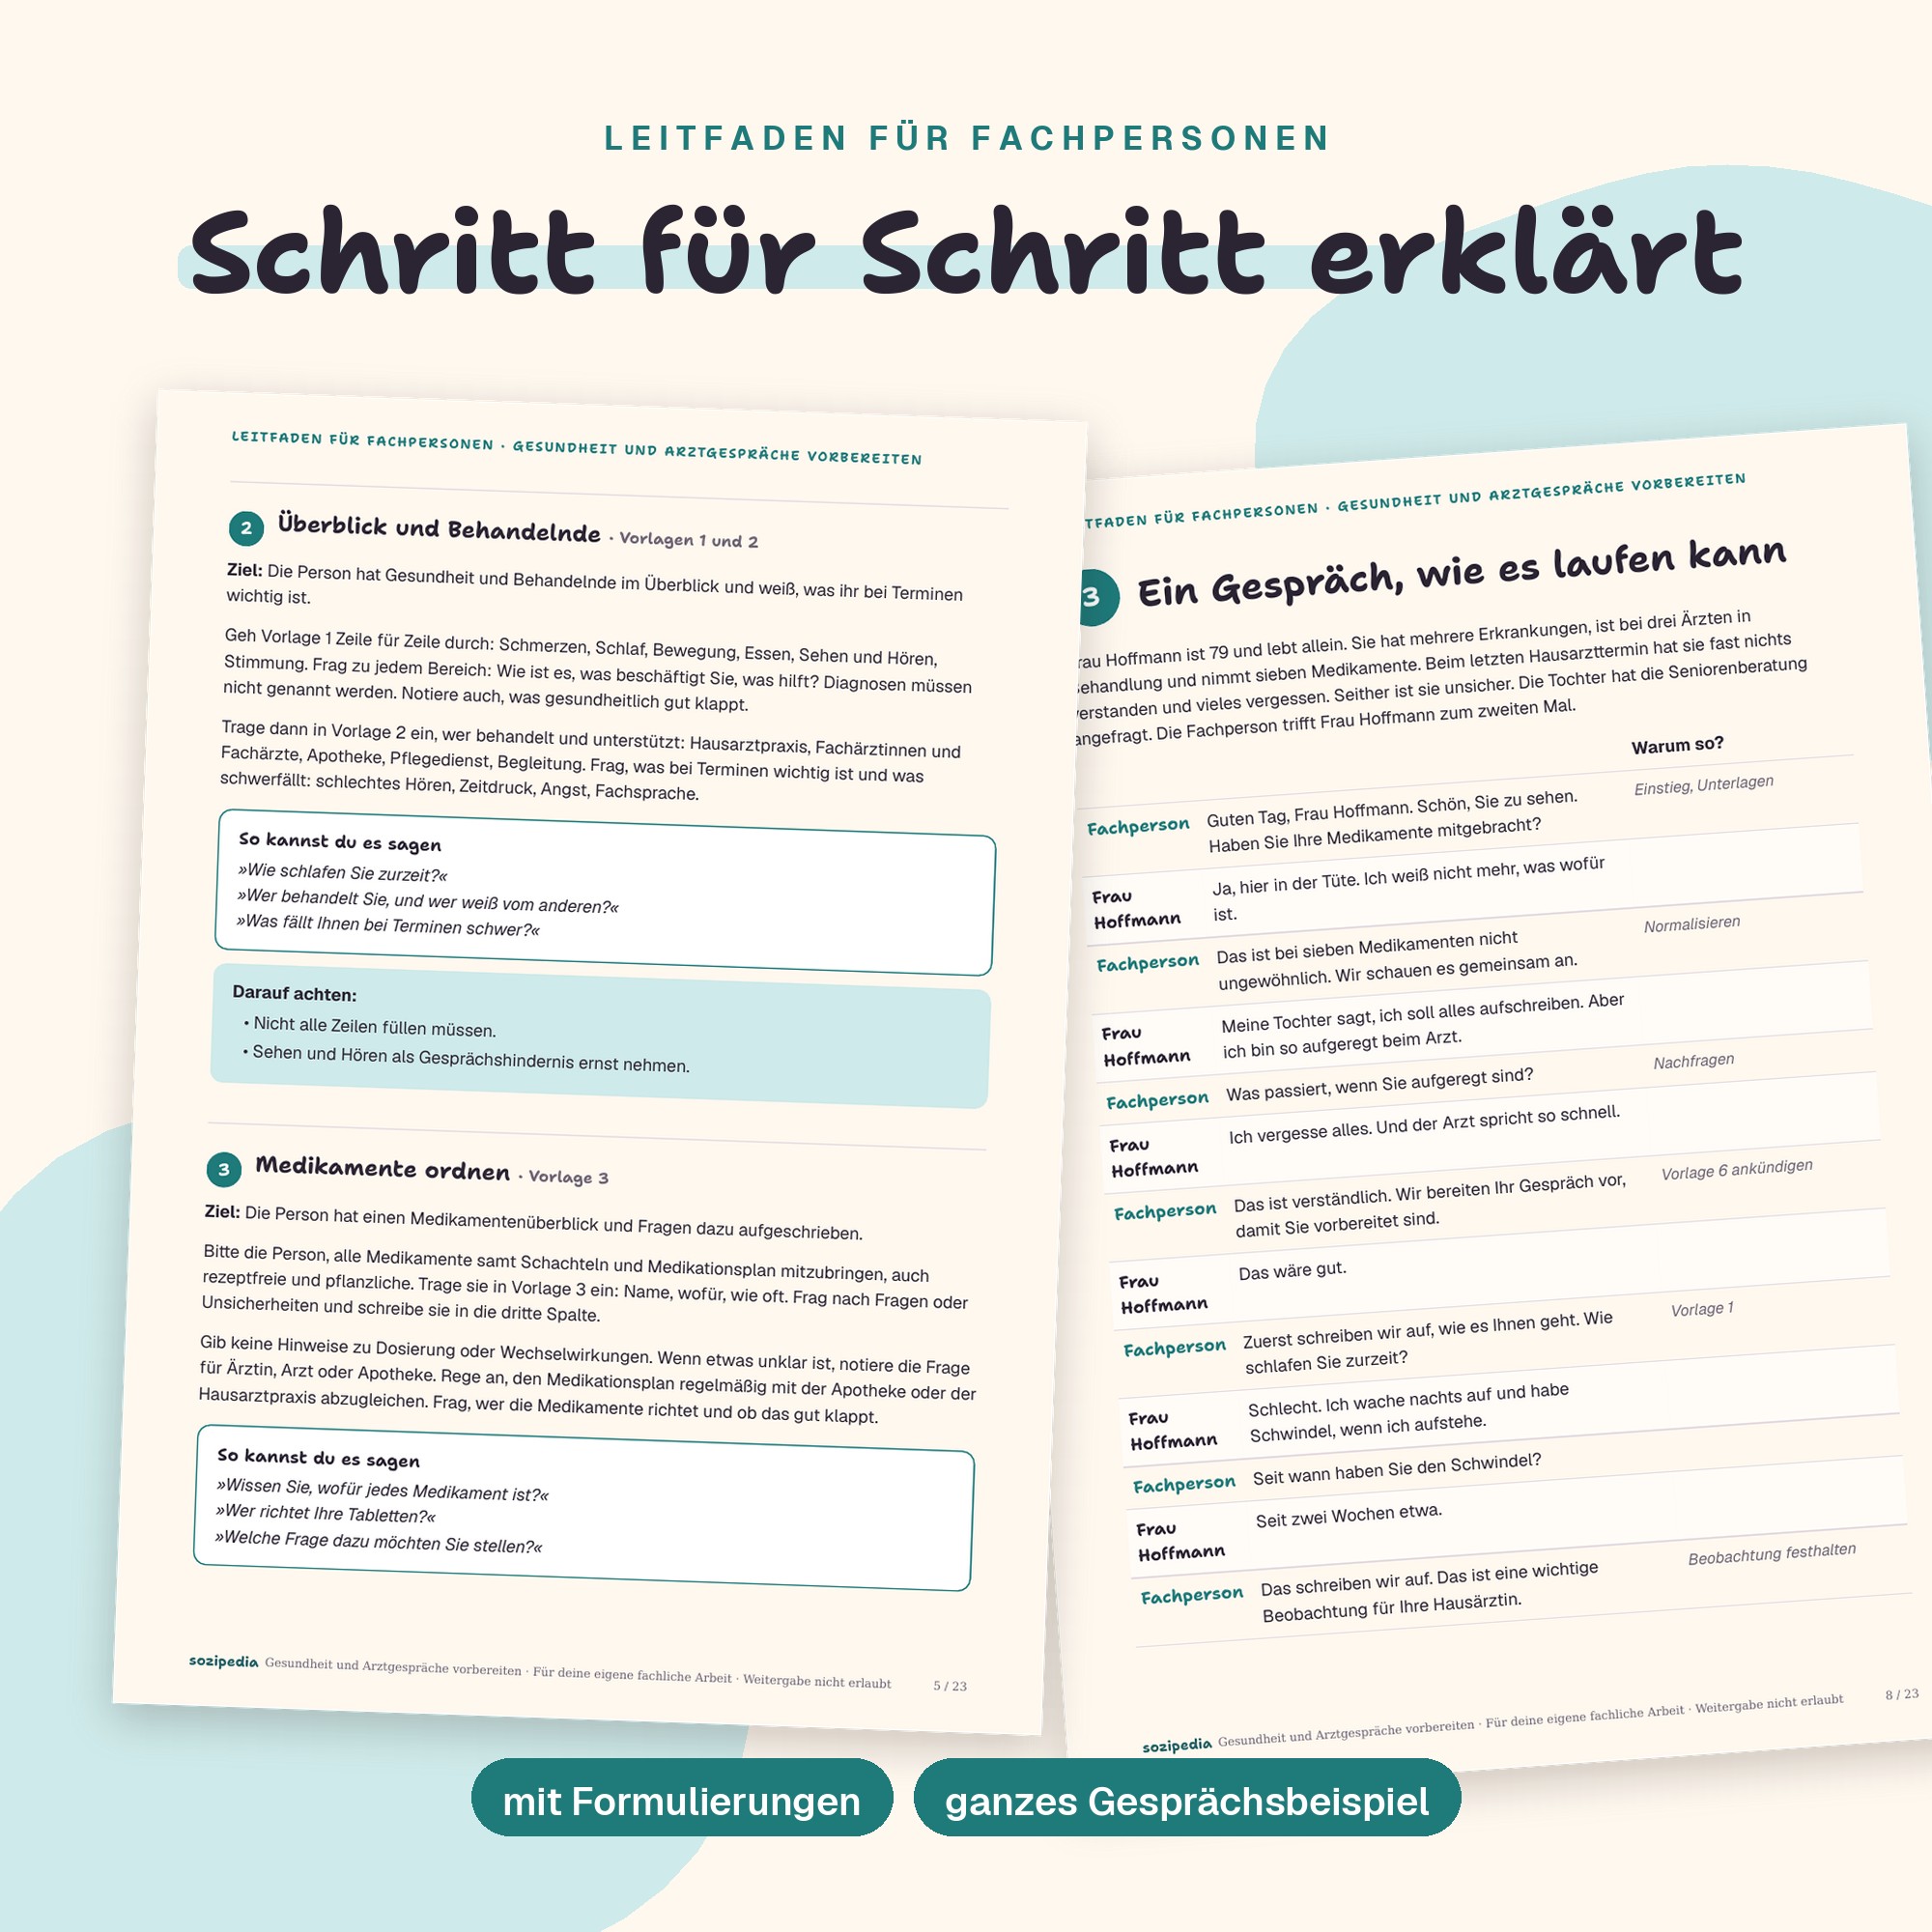 LEITFADEN FÜR FACHPERSONEN
Schritt für Schritt erklärt
LEITFADEN FÜR FACHPERSONEN · GESUNDHEIT UND ARZTGESPRÄCHE VORBEREITEN
2 Überblick und Behandelnde · Vorlagen 1 und 2
Ziel: Die Person hat Gesundheit und Behandelnde im Überblick und weiß, was ihr bei Terminen
wichtig ist.
Geh Vorlage 1 Zeile für Zeile durch: Schmerzen, Schlaf, Bewegung, Essen, Sehen und Hören,
Stimmung. Frag zu jedem Bereich: Wie ist es, was beschäftigt Sie, was hilft? Diagnosen müssen
nicht genannt werden. Notiere auch, was gesundheitlich gut klappt.
Trage dann in Vorlage 2 ein, wer behandelt und unterstützt: Hausarztpraxis, Fachärztinnen und
Fachärzte, Apotheke, Pflegedienst, Begleitung. Frag, was bei Terminen wichtig ist und was
schwerfällt: schlechtes Hören, Zeitdruck, Angst, Fachsprache.
So kannst du es sagen
»Wie schlafen Sie zurzeit?«
»Wer behandelt Sie, und wer weiß vom anderen?«
»Was fällt Ihnen bei Terminen schwer?«
Darauf achten:
• Nicht alle Zeilen füllen müssen.
• Sehen und Hören als Gesprächshindernis ernst nehmen.
3 Medikamente ordnen · Vorlage 3
Ziel: Die Person hat einen Medikamentenüberblick und Fragen dazu aufgeschrieben.
Bitte die Person, alle Medikamente samt Schachteln und Medikationsplan mitzubringen, auch
rezeptfreie und pflanzliche. Trage sie in Vorlage 3 ein: Name, wofür, wie oft. Frag nach Fragen oder
Unsicherheiten und schreibe sie in die dritte Spalte.
Gib keine Hinweise zu Dosierung oder Wechselwirkungen. Wenn etwas unklar ist, notiere die Frage
für Ärztin, Arzt oder Apotheke. Rege an, den Medikationsplan regelmäßig mit der Apotheke oder der
Hausarztpraxis abzugleichen. Frag, wer die Medikamente richtet und ob das gut klappt.
So kannst du es sagen
»Wissen Sie, wofür jedes Medikament ist?«
»Wer richtet Ihre Tabletten?«
»Welche Frage dazu möchten Sie stellen?«
sozipedia Gesundheit und Arztgespräche vorbereiten · Für deine eigene fachliche Arbeit · Weitergabe nicht erlaubt 5 / 23
TFADEN FÜR FACHPERSONEN · GESUNDHEIT UND ARZTGESPRÄCHE VORBEREITEN
3 Ein Gespräch, wie es laufen kann
rau Hoffmann ist 79 und lebt allein. Sie hat mehrere Erkrankungen, ist bei drei Ärzten in
ehandlung und nimmt sieben Medikamente. Beim letzten Hausarzttermin hat sie fast nichts
verstanden und vieles vergessen. Seither ist sie unsicher. Die Tochter hat die Seniorenberatung
angefragt. Die Fachperson trifft Frau Hoffmann zum zweiten Mal.
Warum so?
Fachperson Guten Tag, Frau Hoffmann. Schön, Sie zu sehen. Einstieg, Unterlagen
Haben Sie Ihre Medikamente mitgebracht?
Frau Ja, hier in der Tüte. Ich weiß nicht mehr, was wofür
Hoffmann ist.
Fachperson Das ist bei sieben Medikamenten nicht Normalisieren
ungewöhnlich. Wir schauen es gemeinsam an.
Frau Meine Tochter sagt, ich soll alles aufschreiben. Aber
Hoffmann ich bin so aufgeregt beim Arzt.
Fachperson Was passiert, wenn Sie aufgeregt sind? Nachfragen
Frau Ich vergesse alles. Und der Arzt spricht so schnell.
Hoffmann
Fachperson Das ist verständlich. Wir bereiten Ihr Gespräch vor, Vorlage 6 ankündigen
damit Sie vorbereitet sind.
Frau Das wäre gut.
Hoffmann
Fachperson Zuerst schreiben wir auf, wie es Ihnen geht. Wie Vorlage 1
schlafen Sie zurzeit?
Frau Schlecht. Ich wache nachts auf und habe
Hoffmann Schwindel, wenn ich aufstehe.
Fachperson Seit wann haben Sie den Schwindel?
Frau Seit zwei Wochen etwa.
Hoffmann
Fachperson Das schreiben wir auf. Das ist eine wichtige Beobachtung festhalten
Beobachtung für Ihre Hausärztin.
sozipedia Gesundheit und Arztgespräche vorbereiten · Für deine eigene fachliche Arbeit · Weitergabe nicht erlaubt 8 / 23
mit Formulierungen
ganzes Gesprächsbeispiel